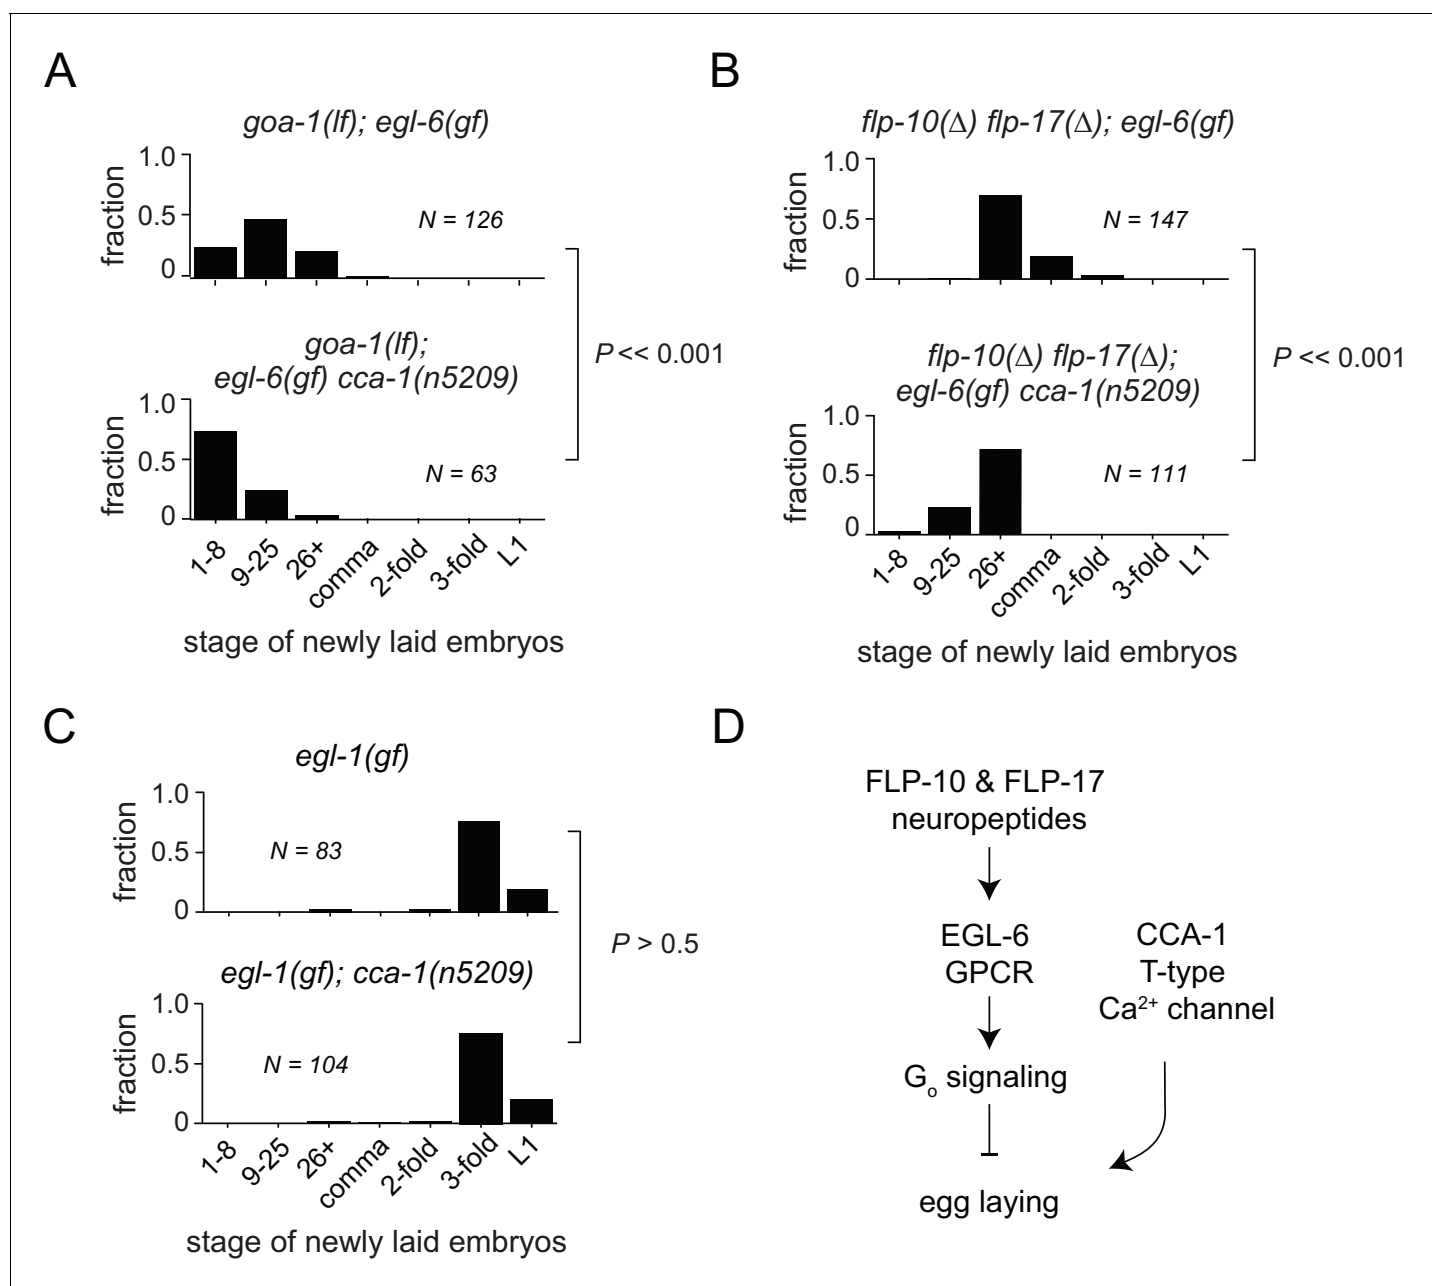 A
goa-1(lf); egl-6(gf)
fraction
1.0
0.5
0
N = 126
goa-1(lf);
egl-6(gf) cca-1(n5209)
fraction
1.0
0.5
0
N = 63
P << 0.001
1-8
9-25
26+
comma
2-fold
3-fold
L1
stage of newly laid embryos
B
flp-10(Δ) flp-17(Δ); egl-6(gf)
fraction
1.0
0.5
0
N = 147
flp-10(Δ) flp-17(Δ);
egl-6(gf) cca-1(n5209)
fraction
1.0
0.5
0
N = 111
P << 0.001
1-8
9-25
26+
comma
2-fold
3-fold
L1
stage of newly laid embryos
C
egl-1(gf)
fraction
1.0
0.5
0
N = 83
egl-1(gf); cca-1(n5209)
fraction
1.0
0.5
0
N = 104
P > 0.5
1-8
9-25
26+
comma
2-fold
3-fold
L1
stage of newly laid embryos
D
FLP-10 & FLP-17
neuropeptides
EGL-6
GPCR
CCA-1
T-type
Ca²⁺ channel
Gₒ signaling
egg laying